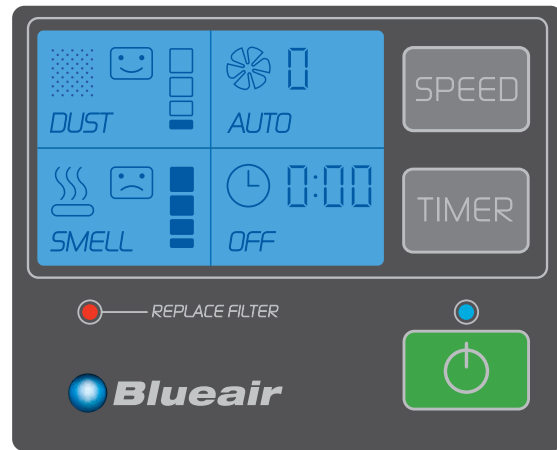 DUST
0
AUTO
SPEED
SMELL
0:00
OFF
TIMER
REPLACE FILTER
Blueair